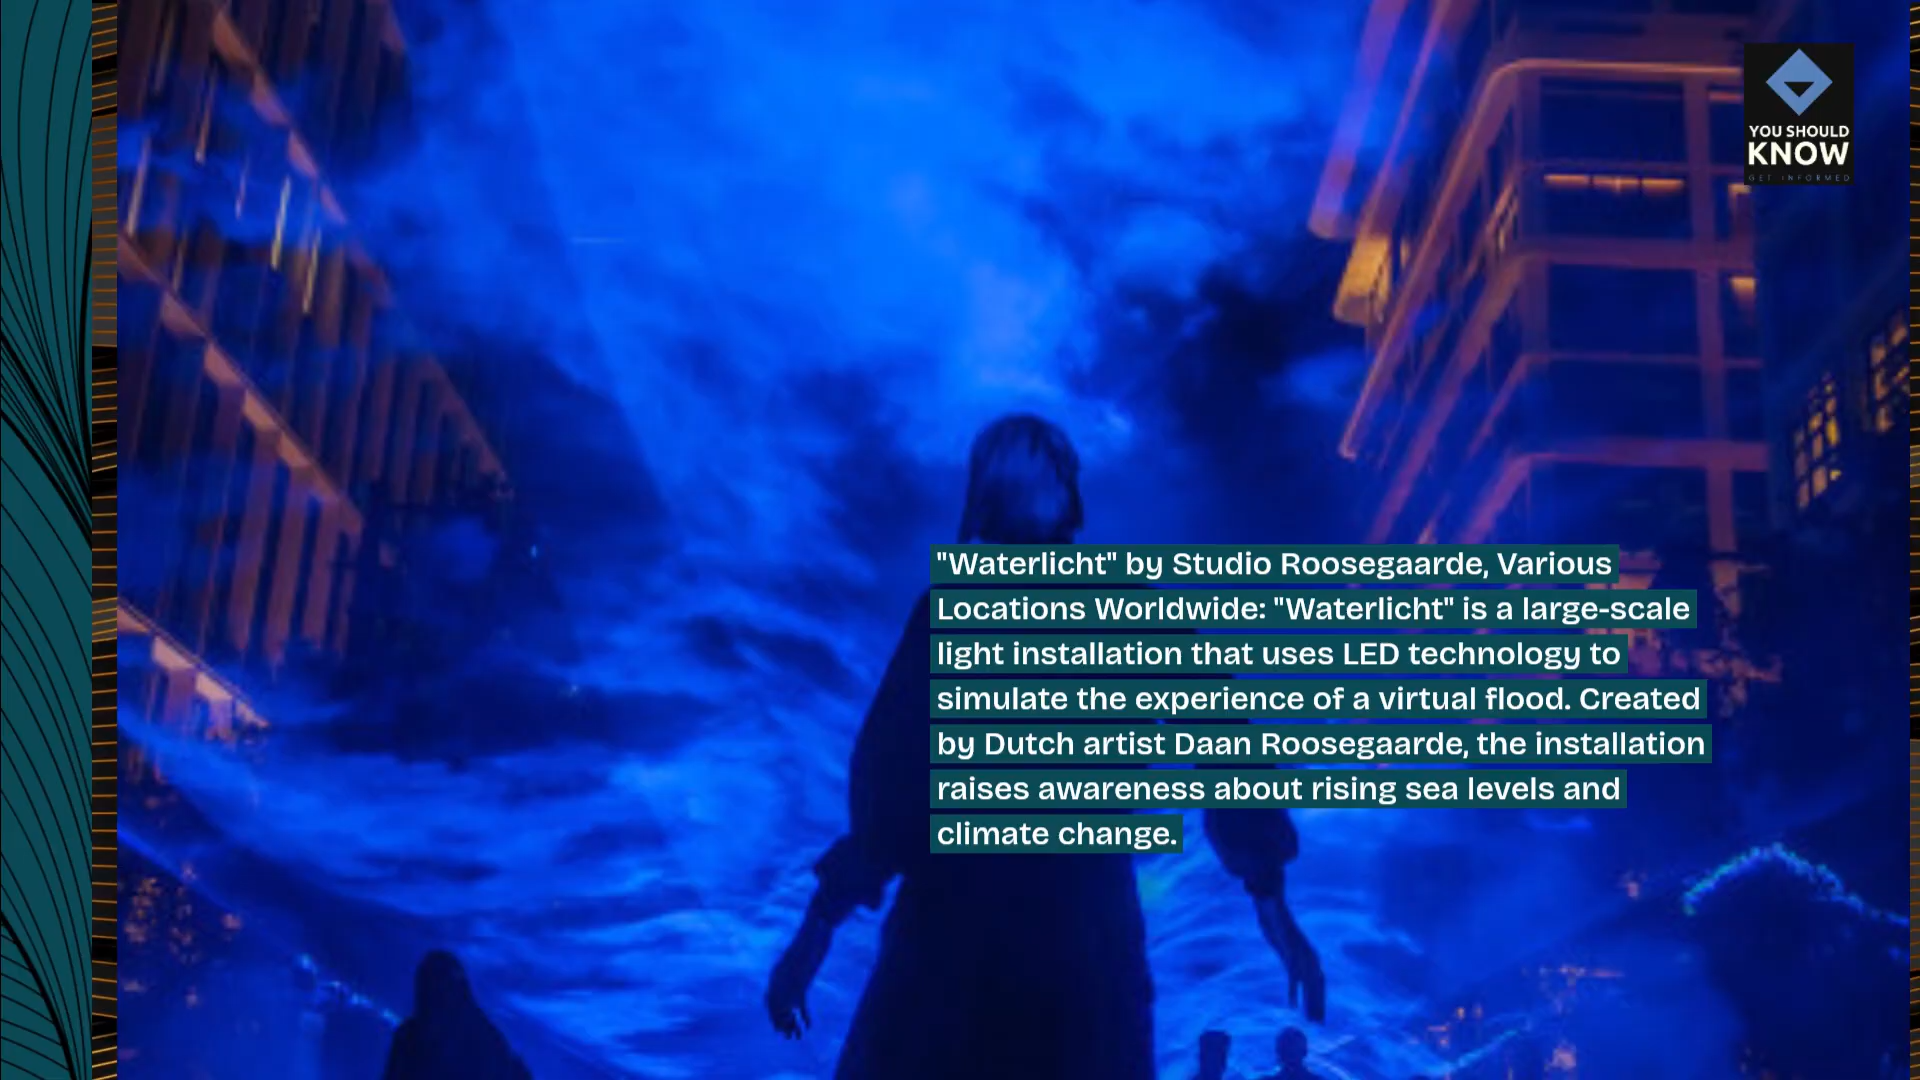 YOU SHOULD
KNOW
GET INFORMED
"Waterlicht" by Studio Roosegaarde, Various
Locations Worldwide: "Waterlicht" is a large-scale
light installation that uses LED technology to
simulate the experience of a virtual flood. Created
by Dutch artist Daan Roosegaarde, the installation
raises awareness about rising sea levels and
climate change.